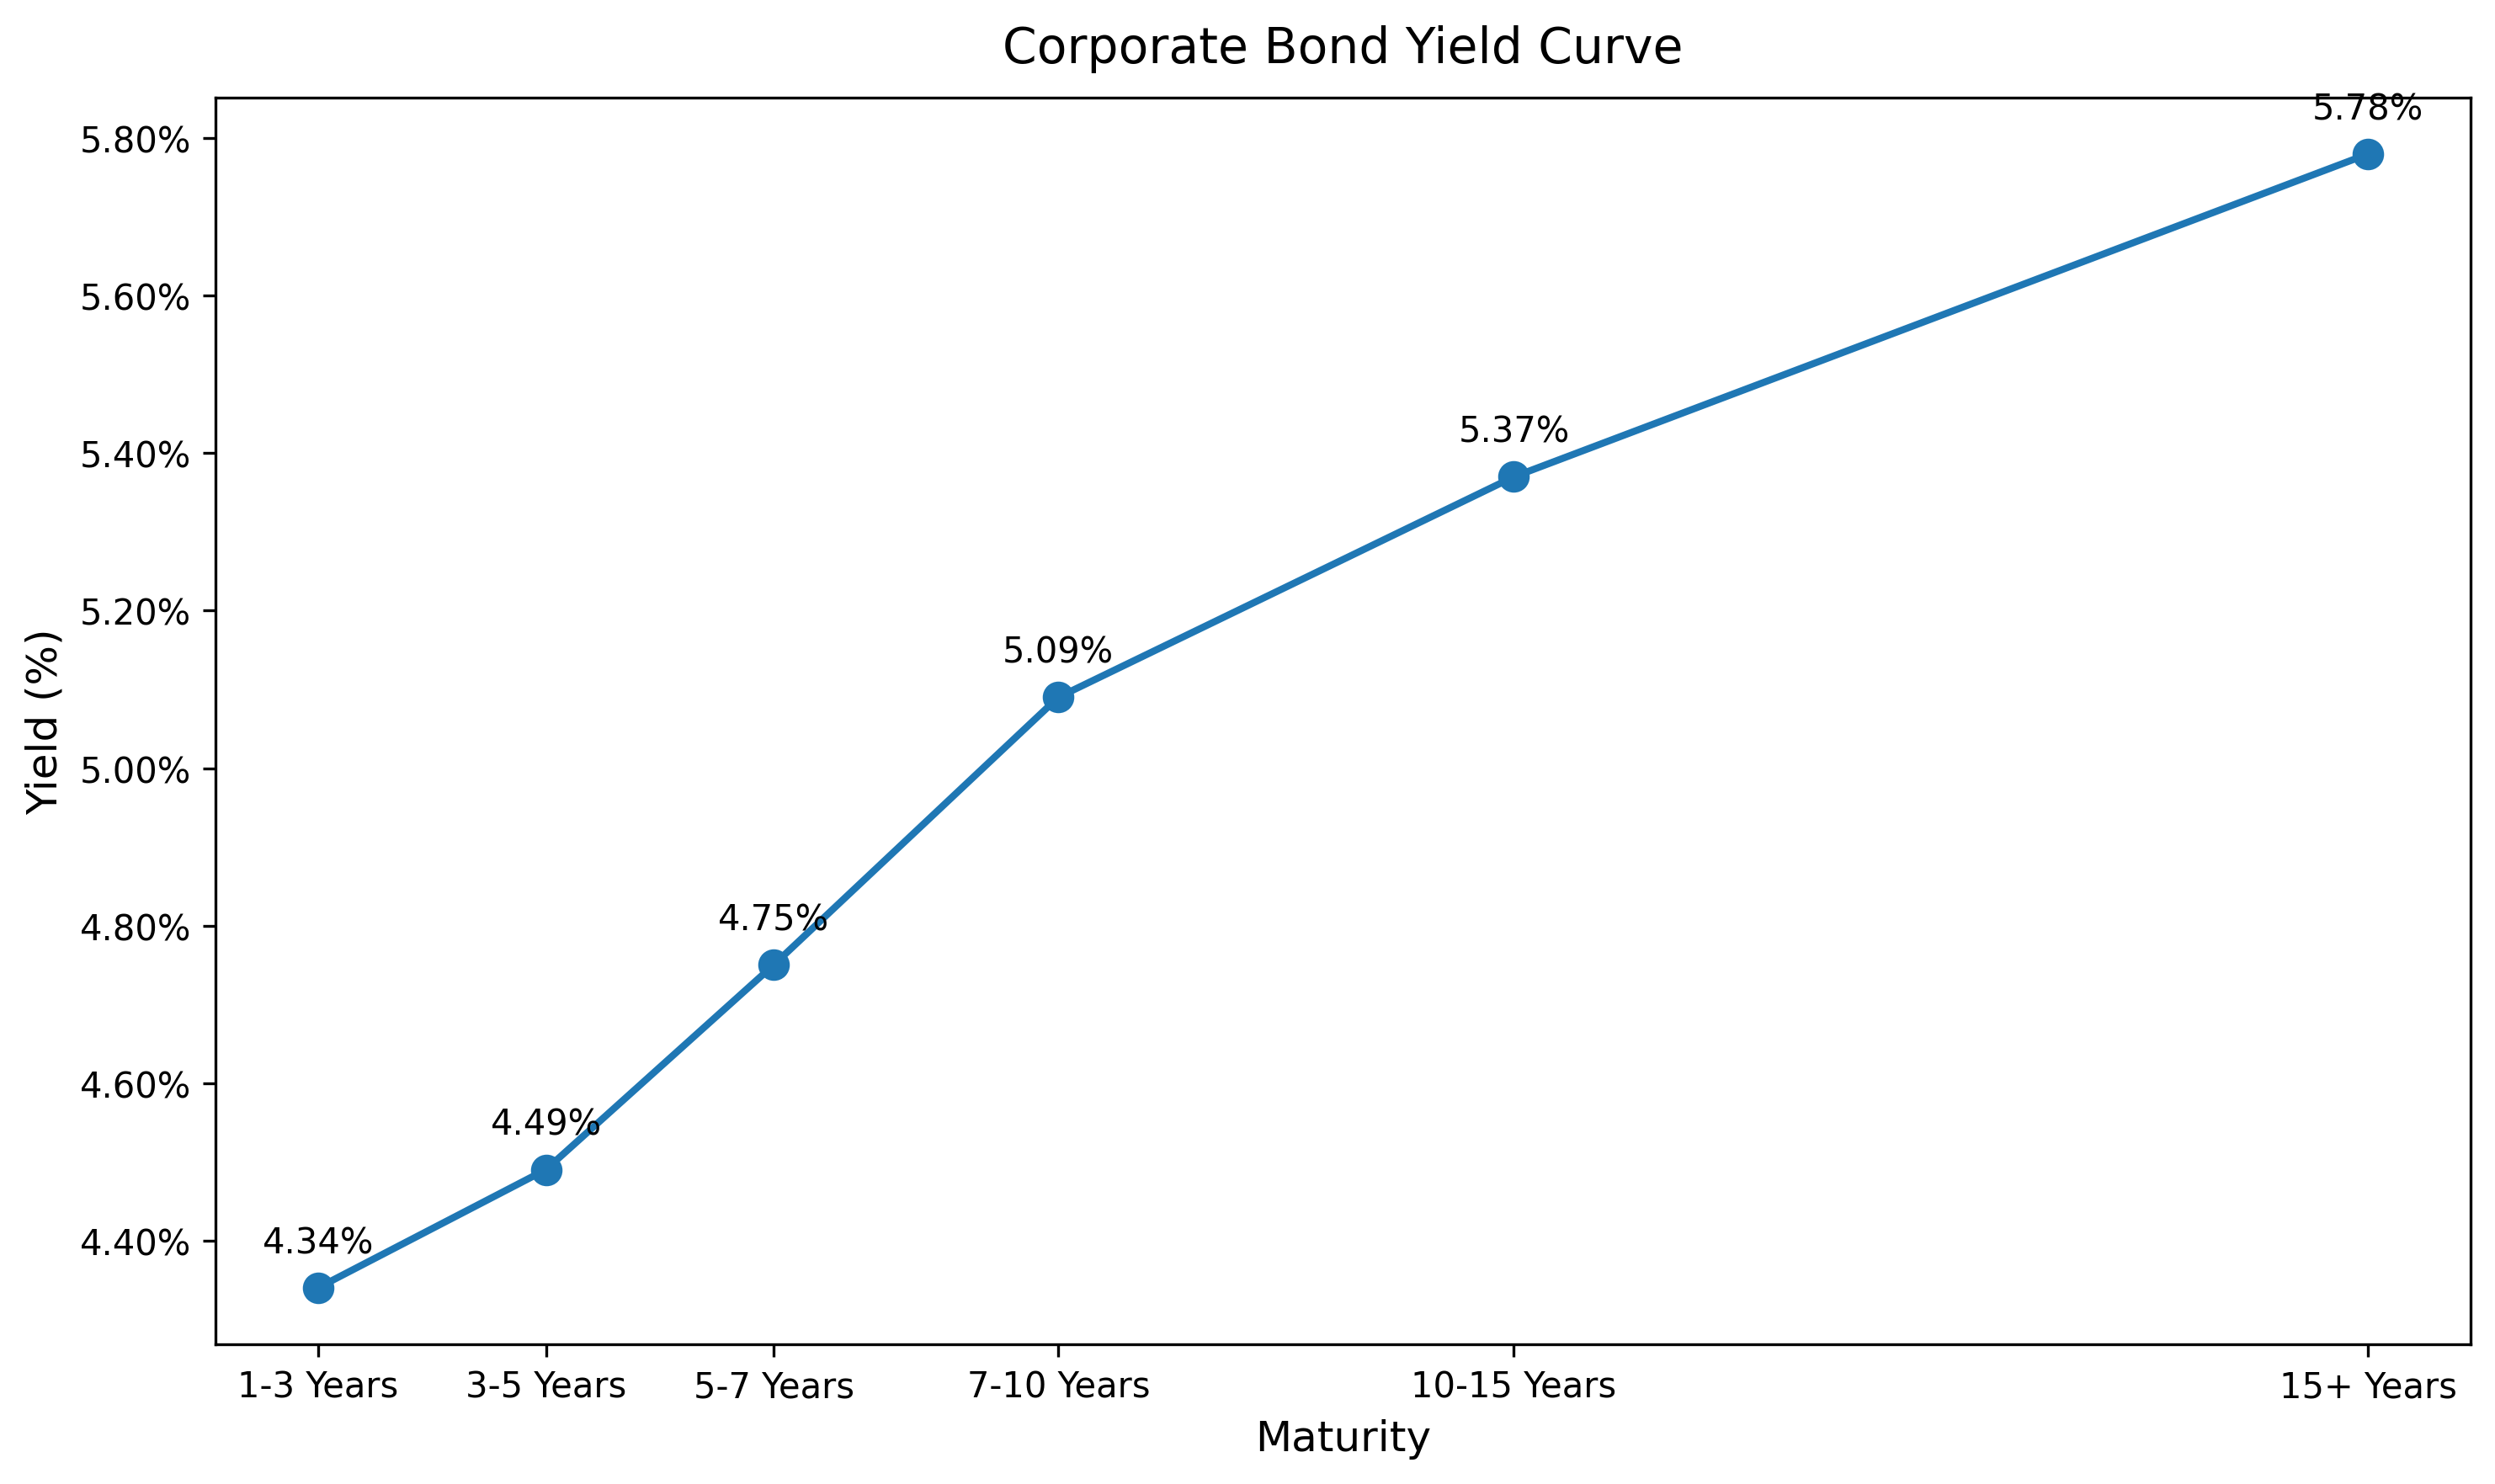 Corporate Bond Yield Curve
Yield (%)
5.80%
5.60%
5.40%
5.20%
5.00%
4.80%
4.60%
4.40%
4.34%
4.49%
4.75%
5.09%
5.37%
5.78%
1-3 Years
3-5 Years
5-7 Years
7-10 Years
10-15 Years
15+ Years
Maturity